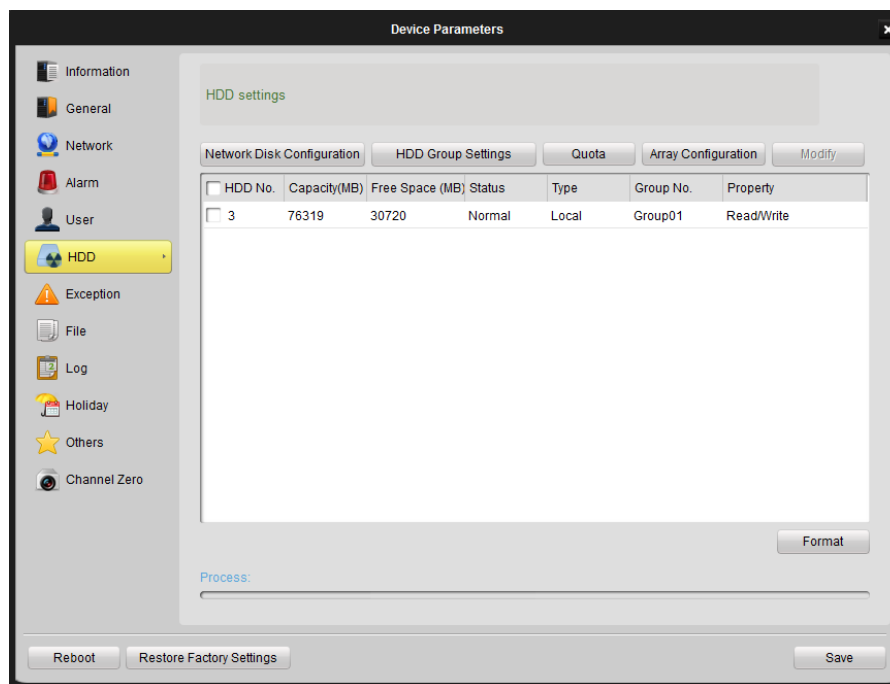 Device Parameters
Information
General
Network
Alarm
User
HDD
Exception
File
Log
Holiday
Others
Channel Zero
HDD settings
Network Disk Configuration HDD Group Settings Quota Array Configuration Modify
HDD No. Capacity(MB) Free Space (MB) Status Type Group No. Property
3 76319 30720 Normal Local Group01 Read/Write
Format
Process:
Reboot Restore Factory Settings Save